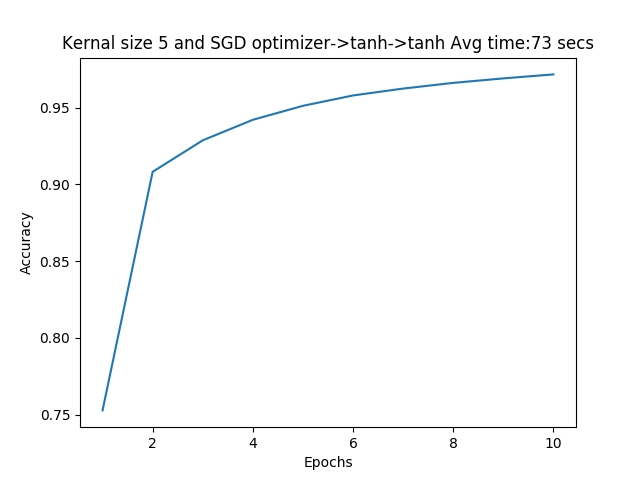 Kernal size 5 and SGD optimizer->tanh->tanh Avg time:73 secs
0.95
0.90
0.85
0.80
0.75
Accuracy
2 4 6 8 10
Epochs